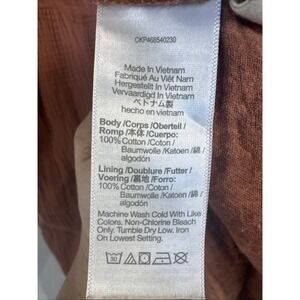 CKP468540230
Made In Vietnam
Fabriqué Au Viêt Nam
Hergestellt In Vietnam
Vervaardigd In Vietnam
ベトナム製
hecho en vietnam
Body /Corps /Oberteil /
Romp /本体 /Cuerpo:
100% Cotton /Coton /
Baumwolle /Katoen /綿 /
algodón
Lining /Doublure /Futter /
Voering /裏地 /Forro:
100% Cotton /Coton /
Baumwolle /Katoen /綿 /
algodón
Machine Wash Cold With Like
Colors. Non-Chlorine Bleach
Only. Tumble Dry Low. Iron
On Lowest Setting.
30